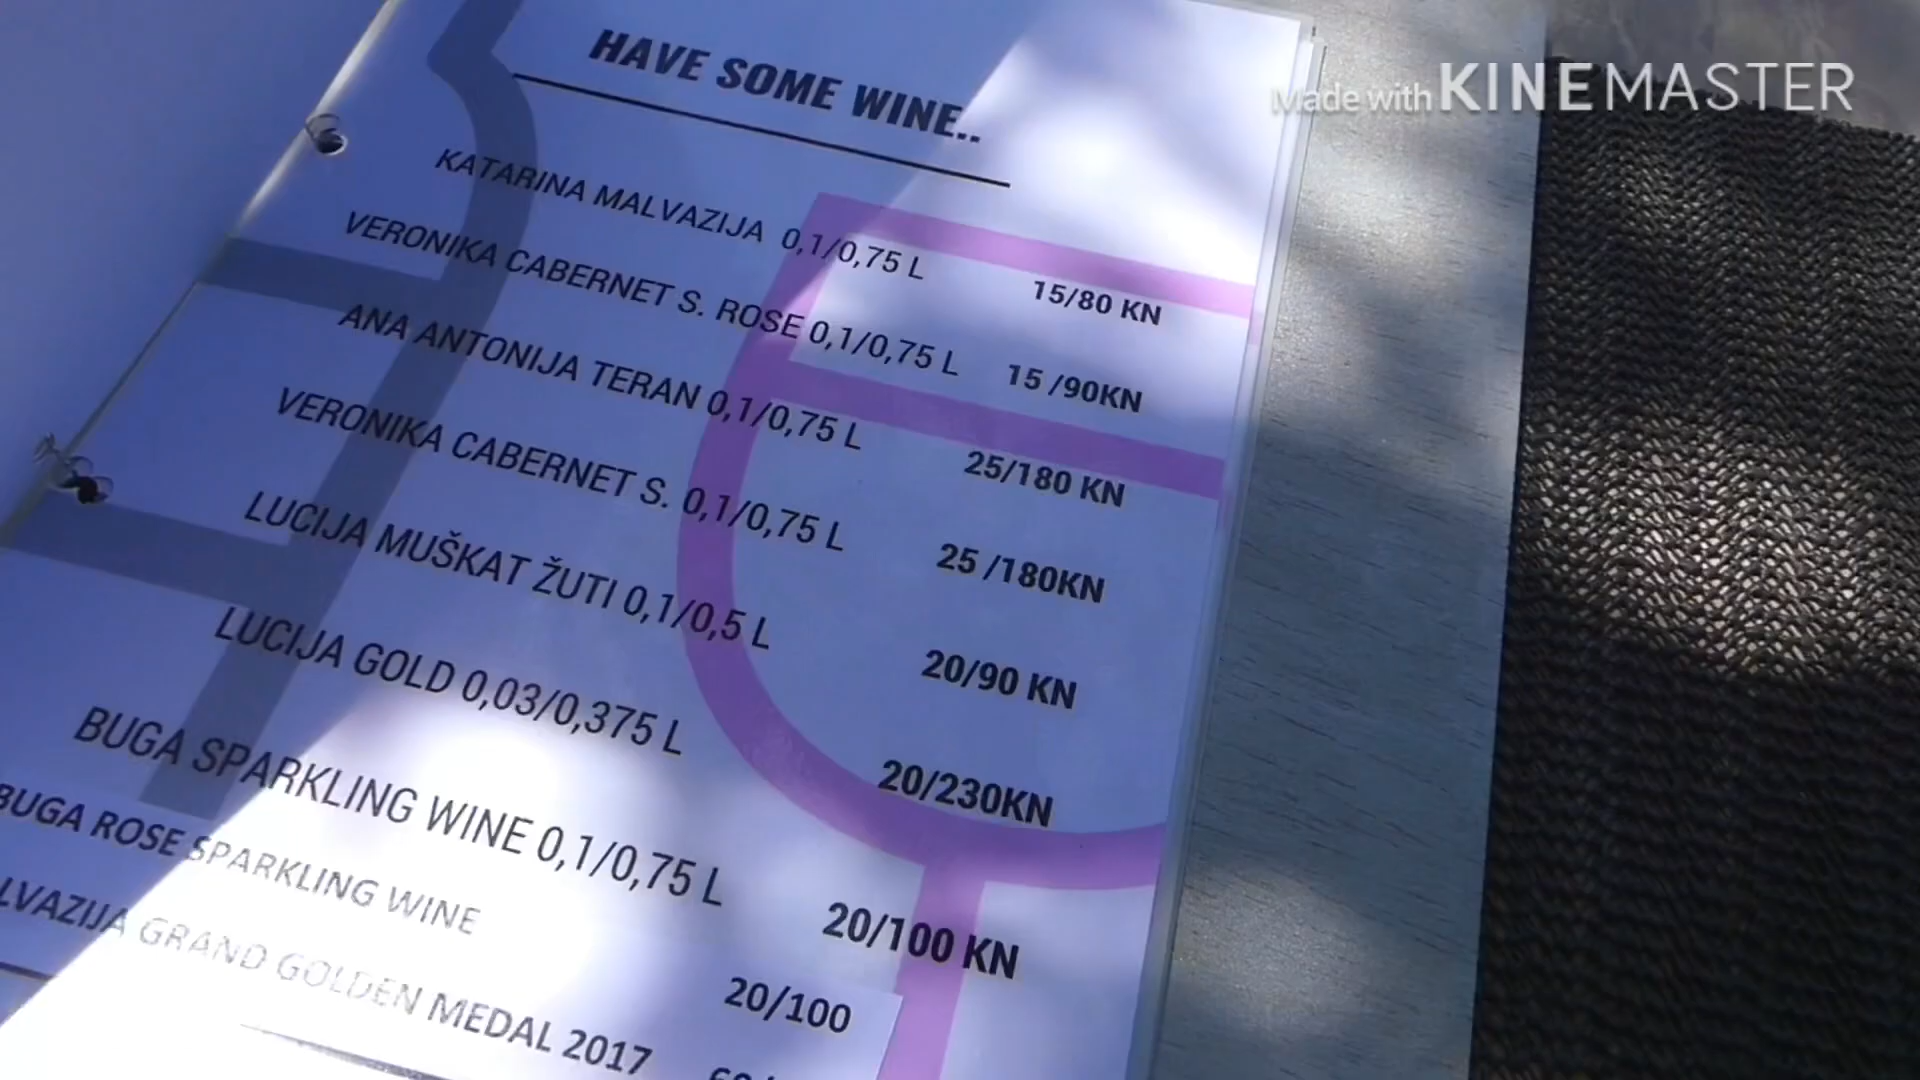 HAVE SOME WINE..
Made with KINEMASTER
KATARINA MALVAZIJA 0,1/0,75 L 15/80 KN
VERONIKA CABERNET S. ROSE 0,1/0,75 L 15 /90KN
ANA ANTONIJA TERAN 0,1/0,75 L 25/180 KN
VERONIKA CABERNET S. 0,1/0,75 L 25 /180KN
LUCIJA MUŠKAT ŽUTI 0,1/0,5 L 20/90 KN
LUCIJA GOLD 0,03/0,375 L 20/230KN
BUGA SPARKLING WINE 0,1/0,75 L 20/100 KN
BUGA ROSE SPARKLING WINE 20/100
LVAZIJA GRAND GOLDEN MEDAL 2017